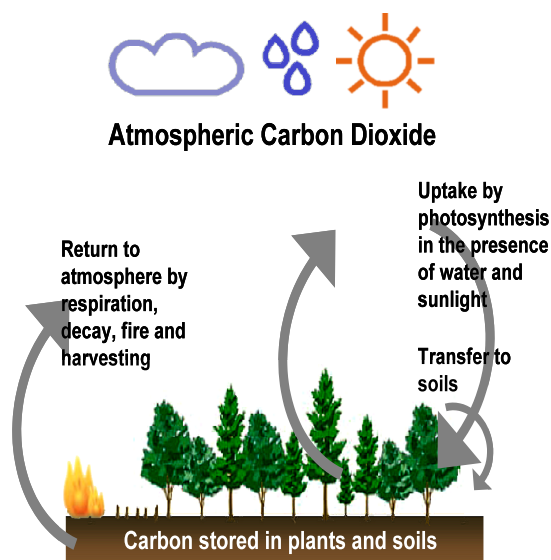 Atmospheric Carbon Dioxide
Uptake by
photosynthesis
in the presence
of water and
sunlight
Return to
atmosphere by
respiration,
decay, fire and
harvesting
Transfer to
soils
Carbon stored in plants and soils